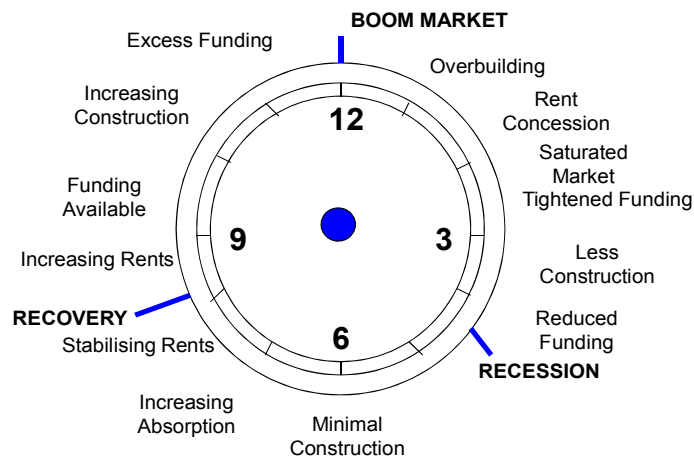 BOOM MARKET
Excess Funding
Overbuilding
Increasing
Construction
Rent
Concession
12
Saturated
Market
Tightened Funding
Funding
Available
9
3
Increasing Rents
Less
Construction
RECOVERY
Stabilising Rents
6
Reduced
Funding
RECESSION
Increasing
Absorption
Minimal
Construction